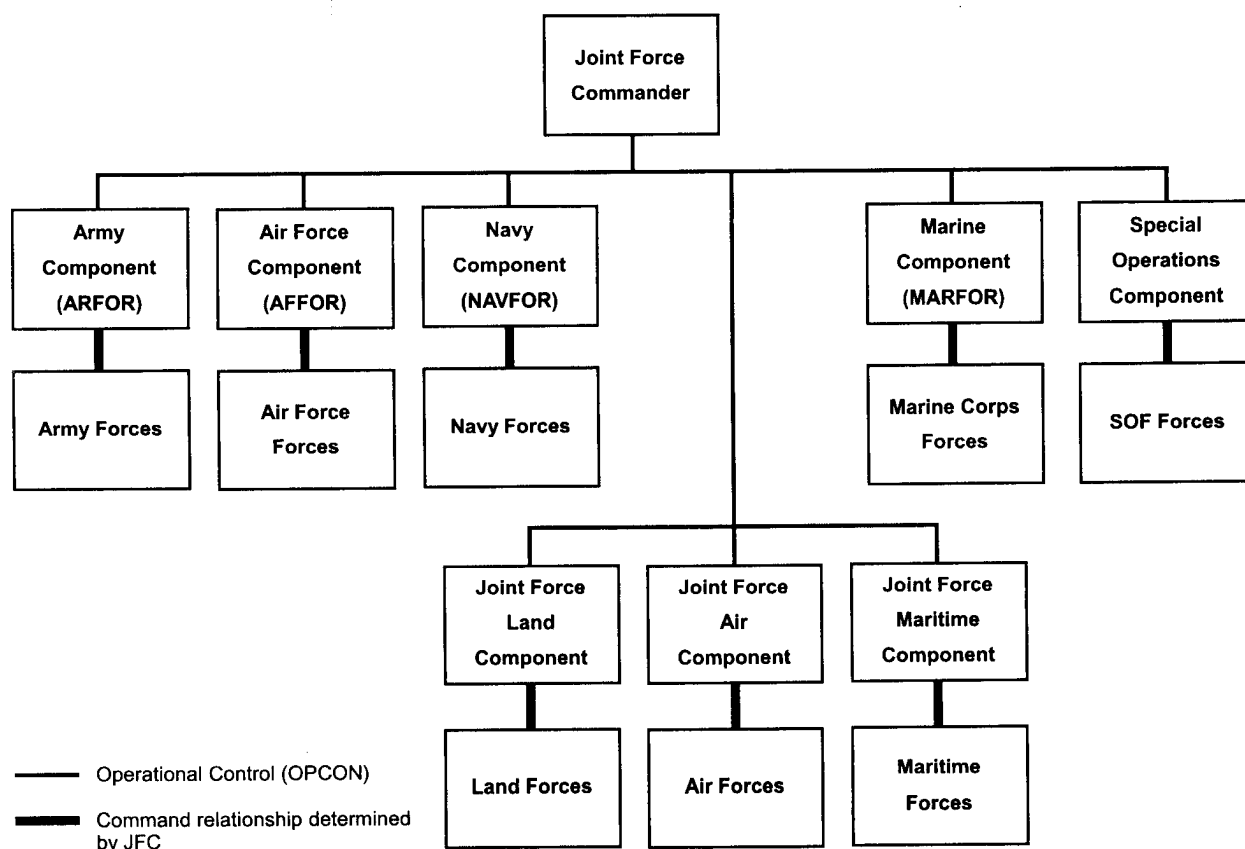 Joint Force
Commander
Army
Component
(ARFOR)
Air Force
Component
(AFFOR)
Navy
Component
(NAVFOR)
Marine
Component
(MARFOR)
Special
Operations
Component
Army Forces
Air Force
Forces
Navy Forces
Marine Corps
Forces
SOF Forces
Joint Force
Land
Component
Joint Force
Air
Component
Joint Force
Maritime
Component
Land Forces
Air Forces
Maritime
Forces
Operational Control (OPCON)
Command relationship determined
by JFC